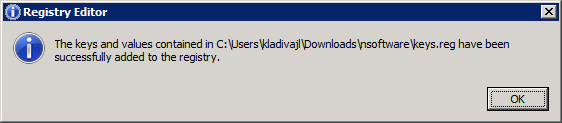 Registry Editor
The keys and values contained in C:\Users\kladivajl\Downloads\nsoftware\keys.reg have been
successfully added to the registry.
OK